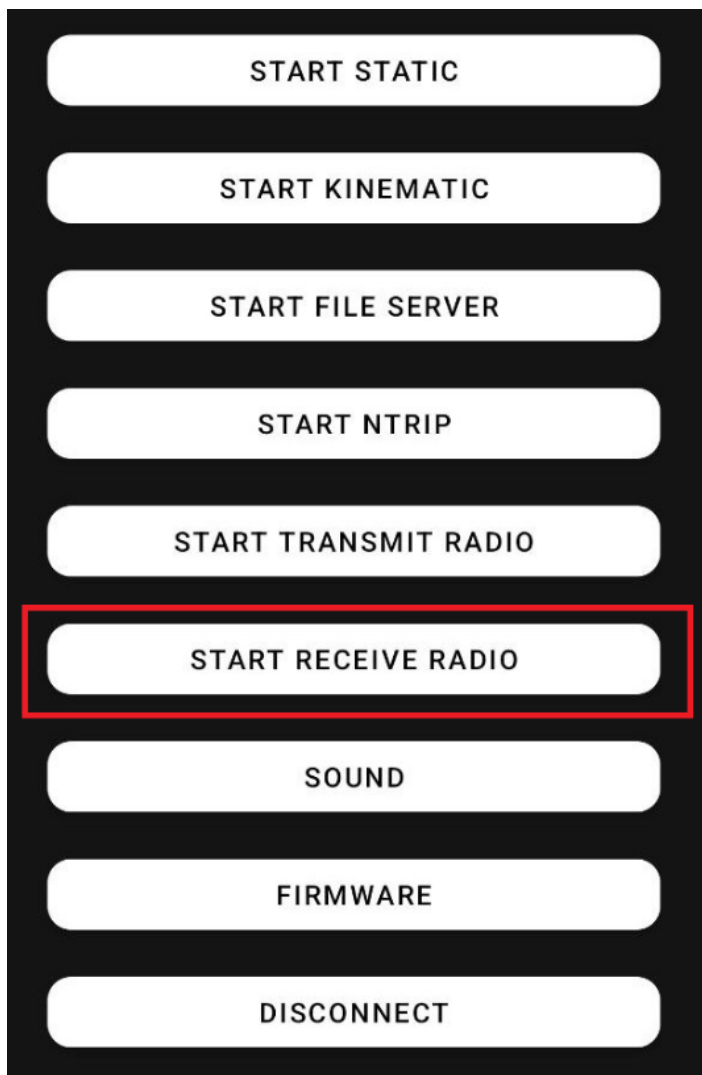 START STATIC
START KINEMATIC
START FILE SERVER
START NTRIP
START TRANSMIT RADIO
START RECEIVE RADIO
SOUND
FIRMWARE
DISCONNECT